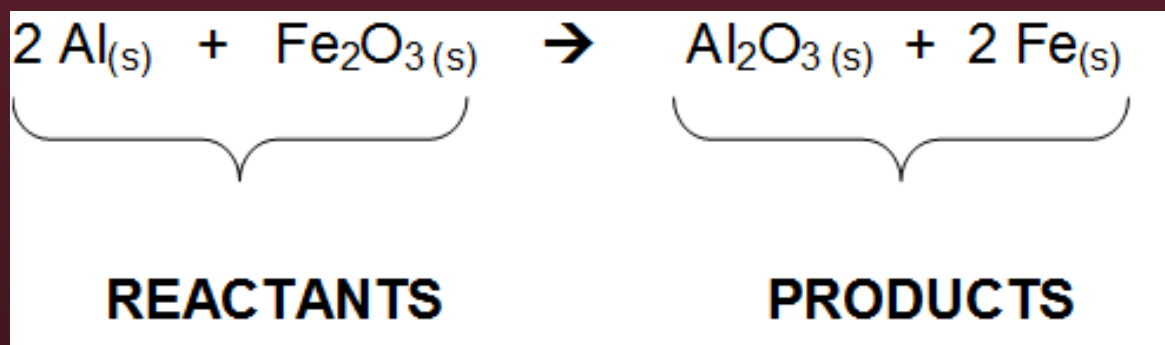 2 Al(s) + Fe2O3 (s) → Al2O3 (s) + 2 Fe(s)
REACTANTS PRODUCTS